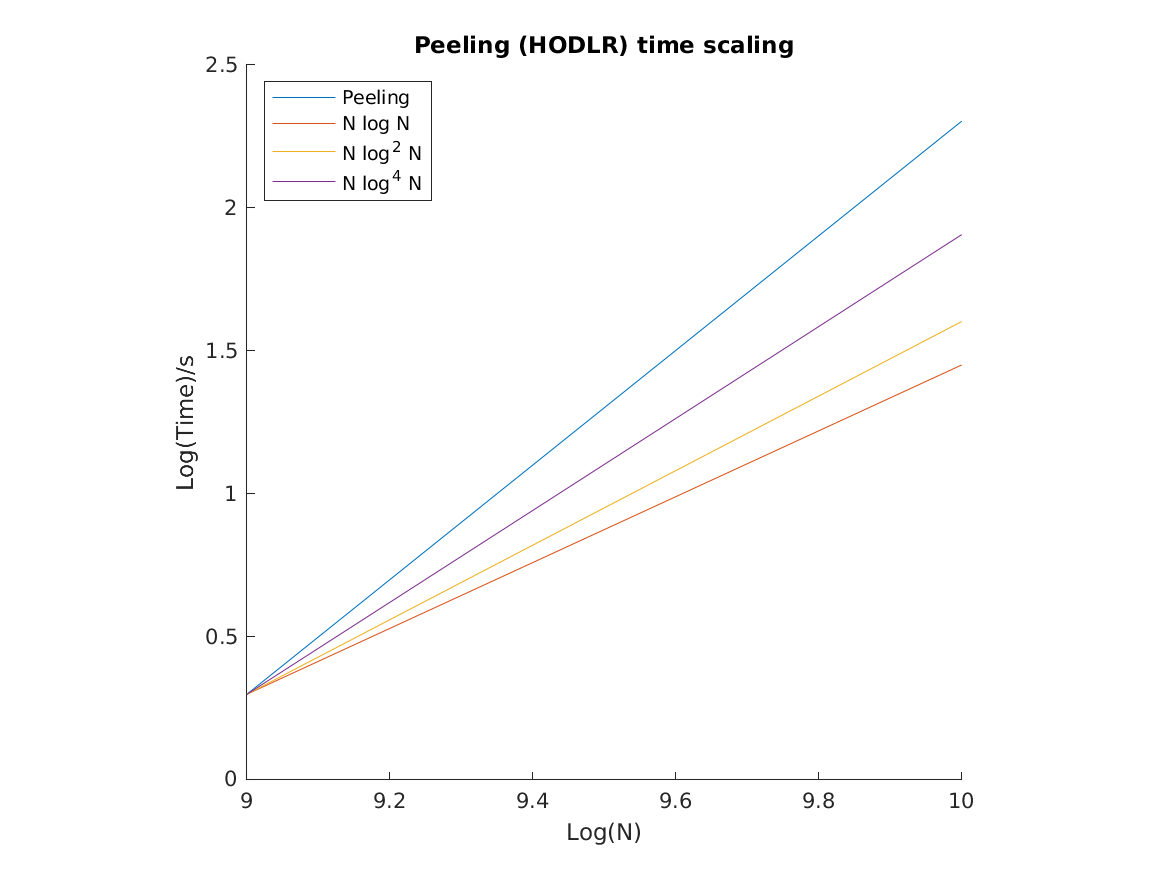 Peeling (HODLR) time scaling
2.5
Peeling
N log N
N log² N
N log⁴ N
2
1.5
Log(Time)/s
1
0.5
0
9 9.2 9.4 9.6 9.8 10
Log(N)